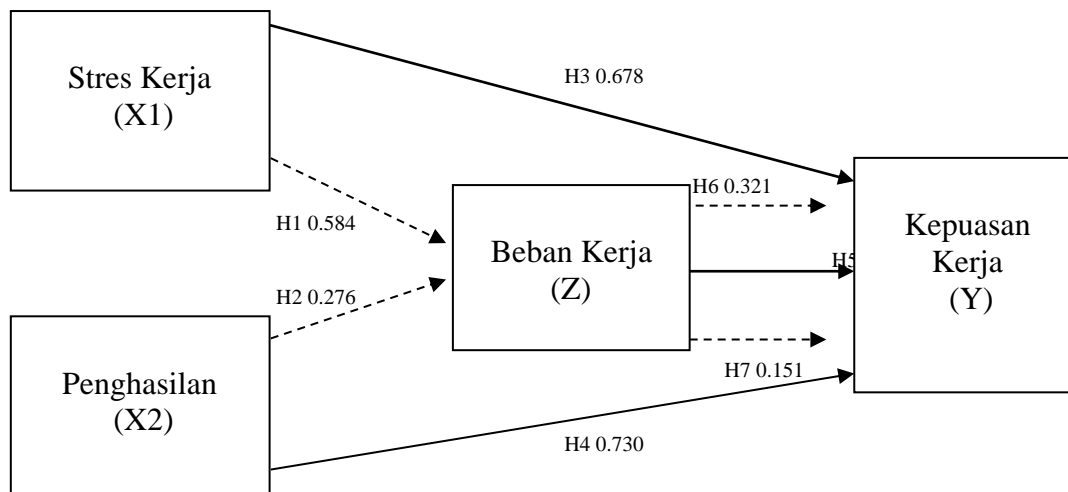 Stres Kerja
(X1)
H3 0.678
H1 0.584
Beban Kerja
(Z)
H6 0.321
H5
Kepuasan
Kerja
(Y)
H2 0.276
Penghasilan
(X2)
H7 0.151
H4 0.730